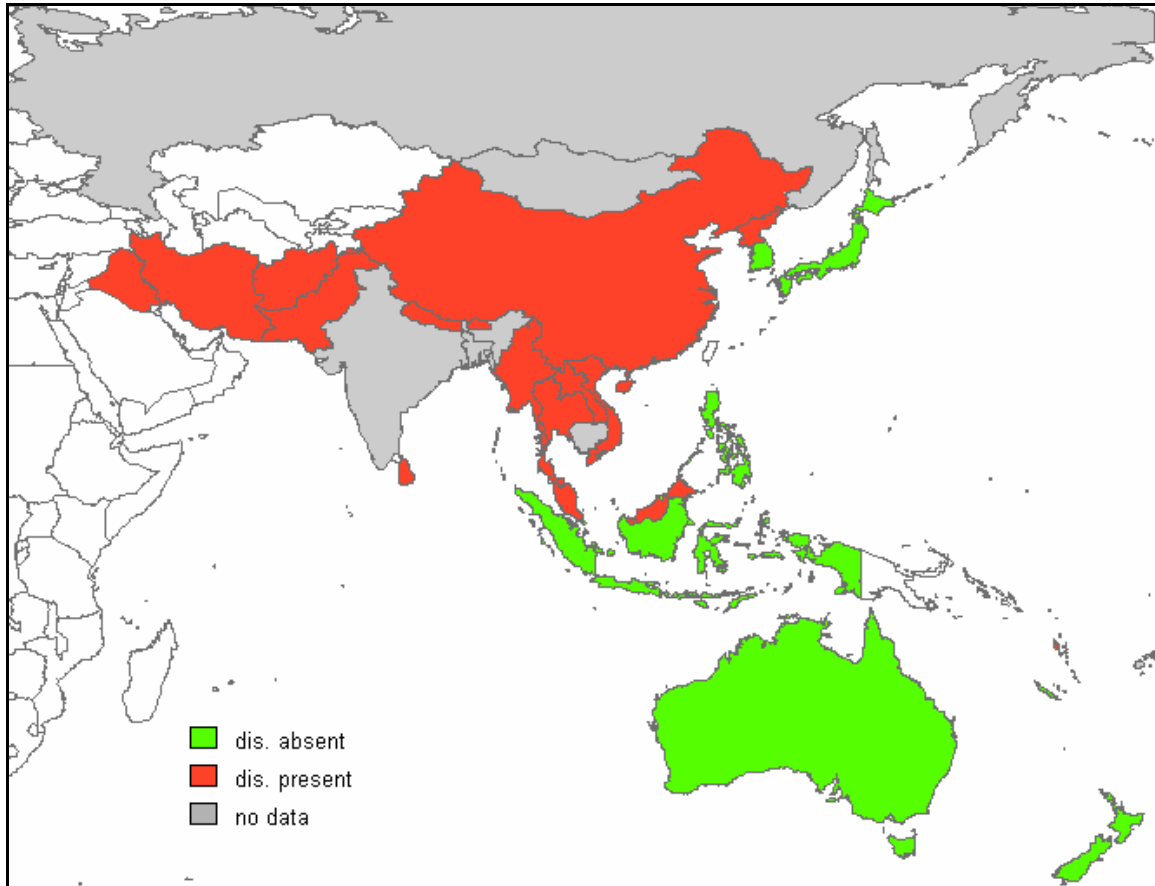 dis. absent
dis. present
no data